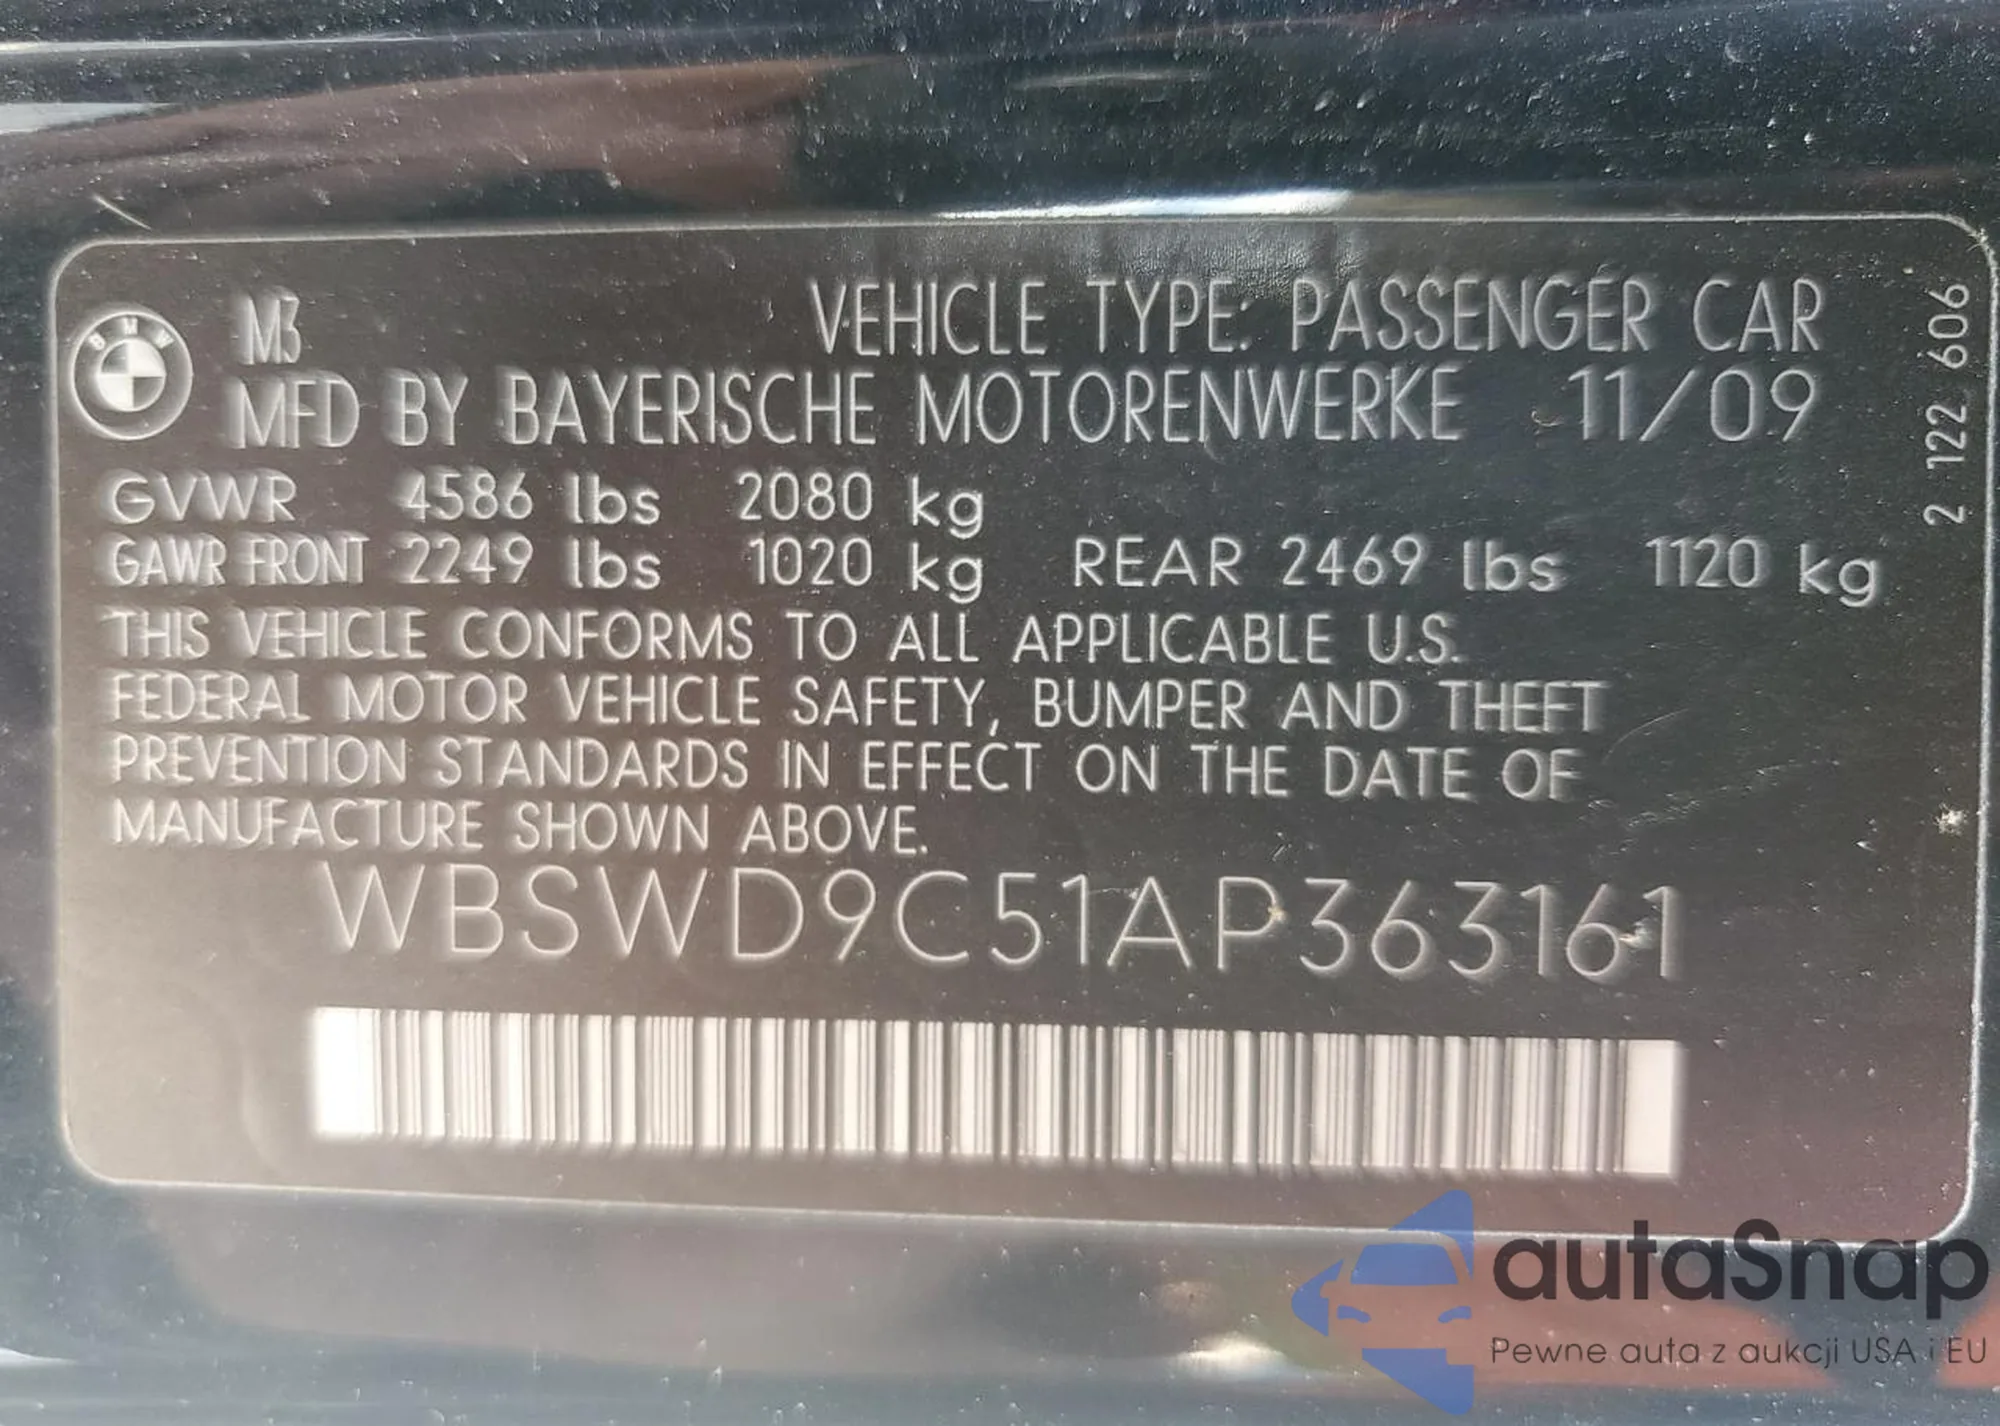 BMW
M3 VEHICLE TYPE: PASSENGER CAR
MFD BY BAYERISCHE MOTORENWERKE 11/09
GVWR 4586 lbs 2080 kg
GAWR FRONT 2249 lbs 1020 kg REAR 2469 lbs 1120 kg
THIS VEHICLE CONFORMS TO ALL APPLICABLE U.S.
FEDERAL MOTOR VEHICLE SAFETY, BUMPER AND THEFT
PREVENTION STANDARDS IN EFFECT ON THE DATE OF
MANUFACTURE SHOWN ABOVE.
WBSWD9C51AP363161
2 122 606
autaSnap
Pewne auta z aukcji USA i EU